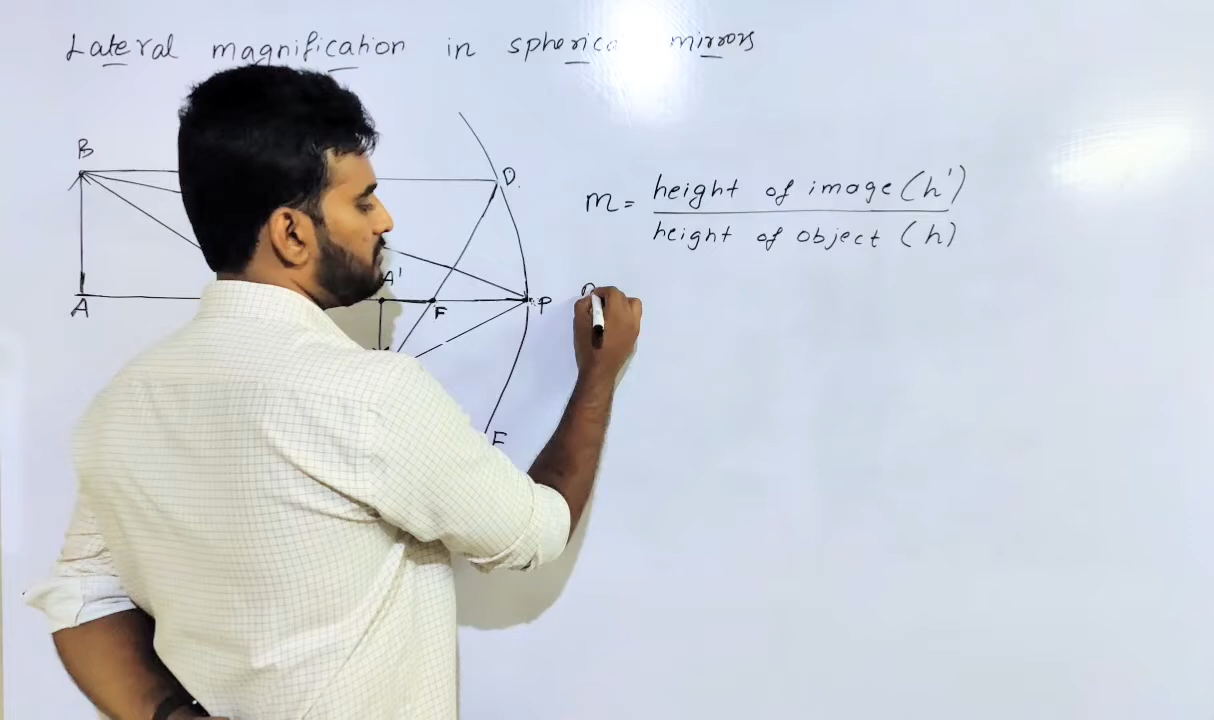 Lateral magnification in spherical mirrors
B
D.
m = height of image (h')
height of object (h)
A'
A
F
P
E